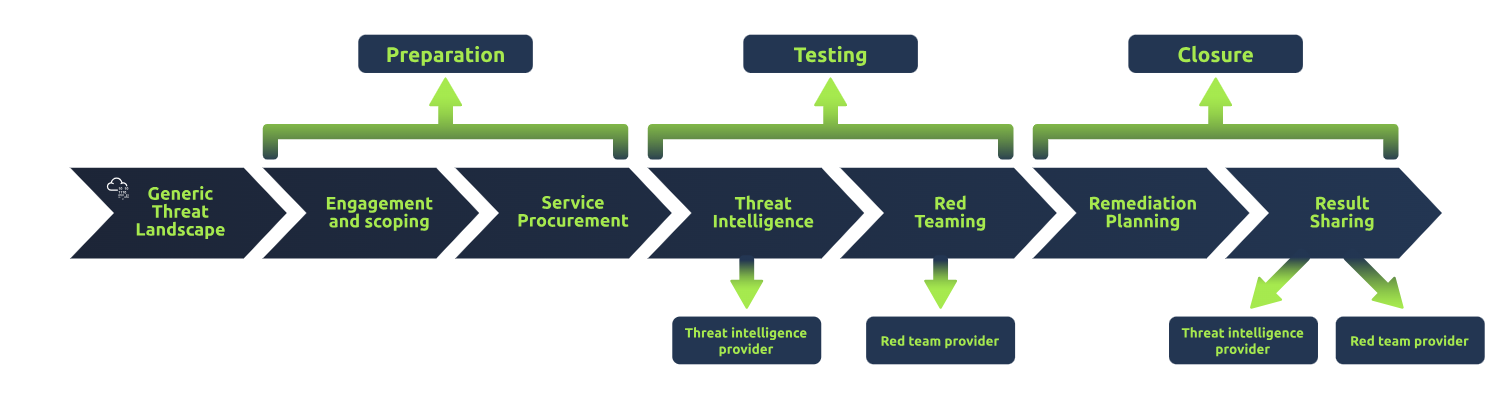 Preparation
Testing
Closure
Generic
Threat
Landscape
Engagement
and scoping
Service
Procurement
Threat
Intelligence
Red
Teaming
Remediation
Planning
Result
Sharing
Threat intelligence
provider
Red team provider
Threat intelligence
provider
Red team provider